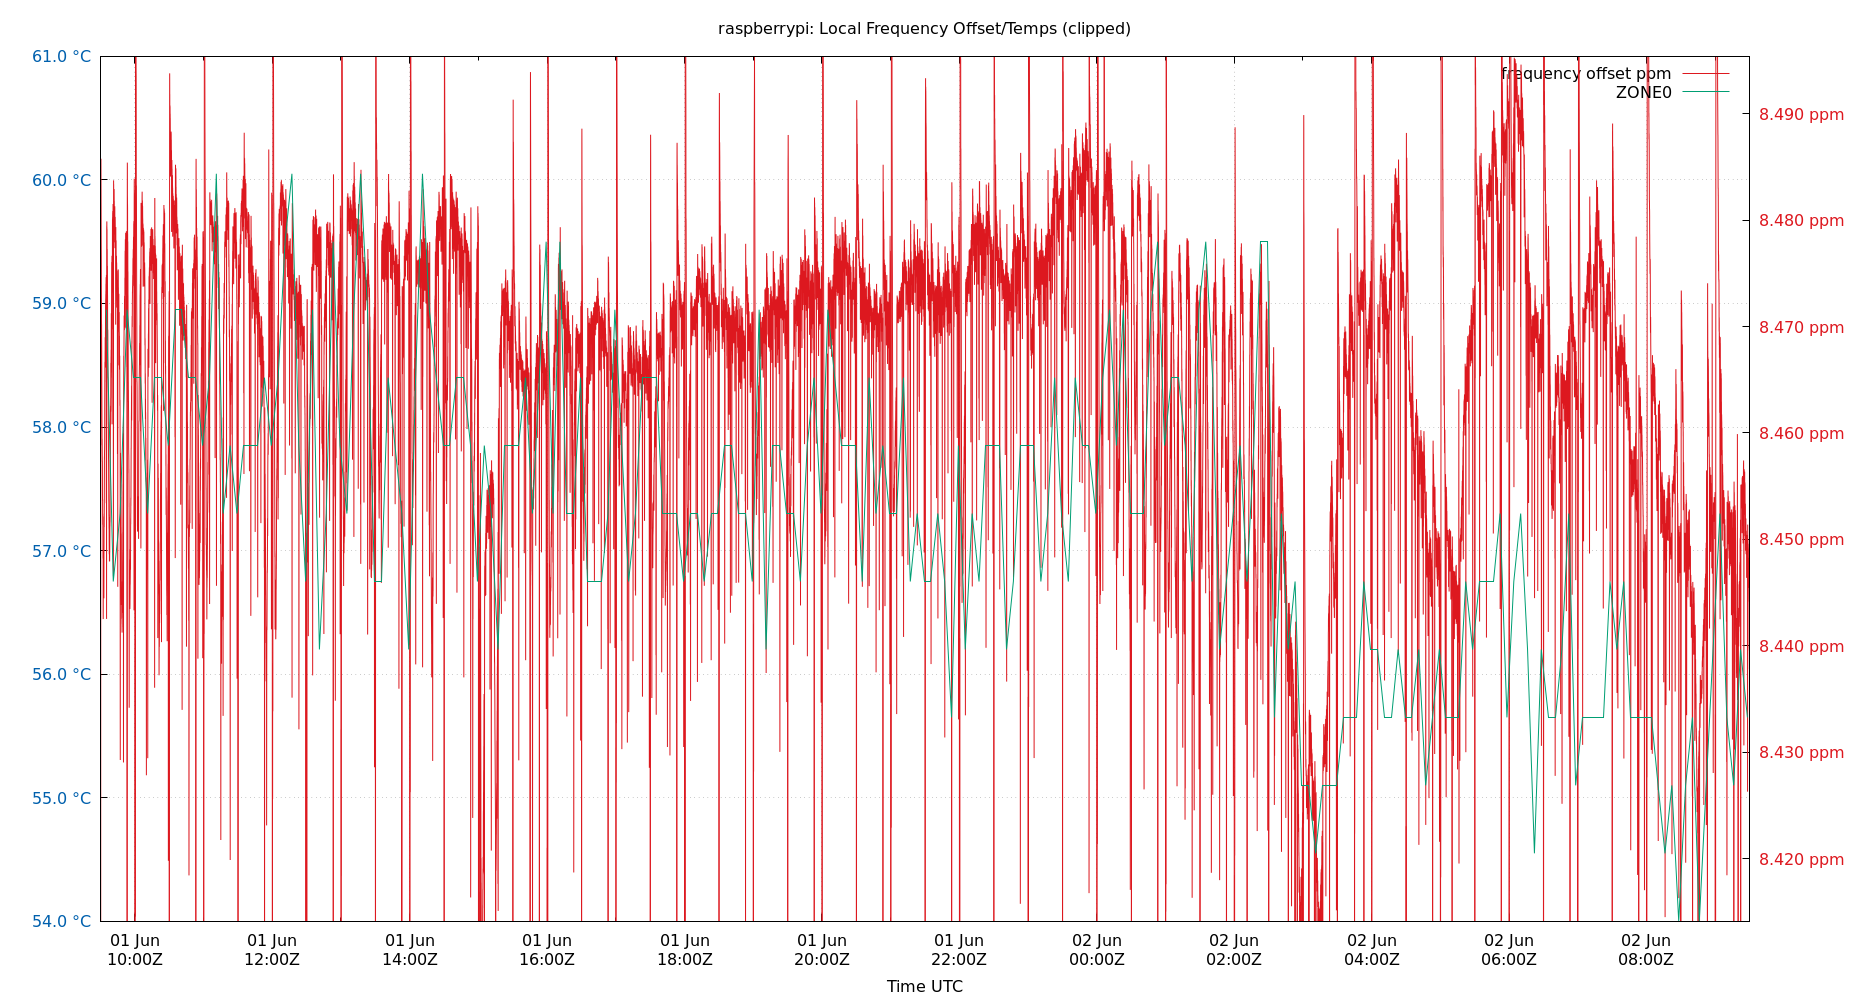 raspberrypi: Local Frequency Offset/Temps (clipped)
frequency offset ppm
ZONE0
61.0 °C
60.0 °C
59.0 °C
58.0 °C
57.0 °C
56.0 °C
55.0 °C
54.0 °C
8.490 ppm
8.480 ppm
8.470 ppm
8.460 ppm
8.450 ppm
8.440 ppm
8.430 ppm
8.420 ppm
01 Jun 01 Jun 01 Jun 01 Jun 01 Jun 01 Jun 01 Jun 02 Jun 02 Jun 02 Jun 02 Jun 02 Jun
10:00Z 12:00Z 14:00Z 16:00Z 18:00Z 20:00Z 22:00Z 00:00Z 02:00Z 04:00Z 06:00Z 08:00Z
Time UTC